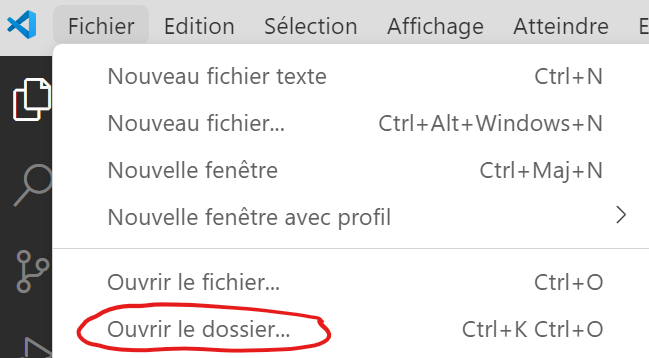 Fichier Edition Sélection Affichage Atteindre E
Nouveau fichier texte Ctrl+N
Nouveau fichier... Ctrl+Alt+Windows+N
Nouvelle fenêtre Ctrl+Maj+N
Nouvelle fenêtre avec profil
Ouvrir le fichier... Ctrl+O
Ouvrir le dossier... Ctrl+K Ctrl+O